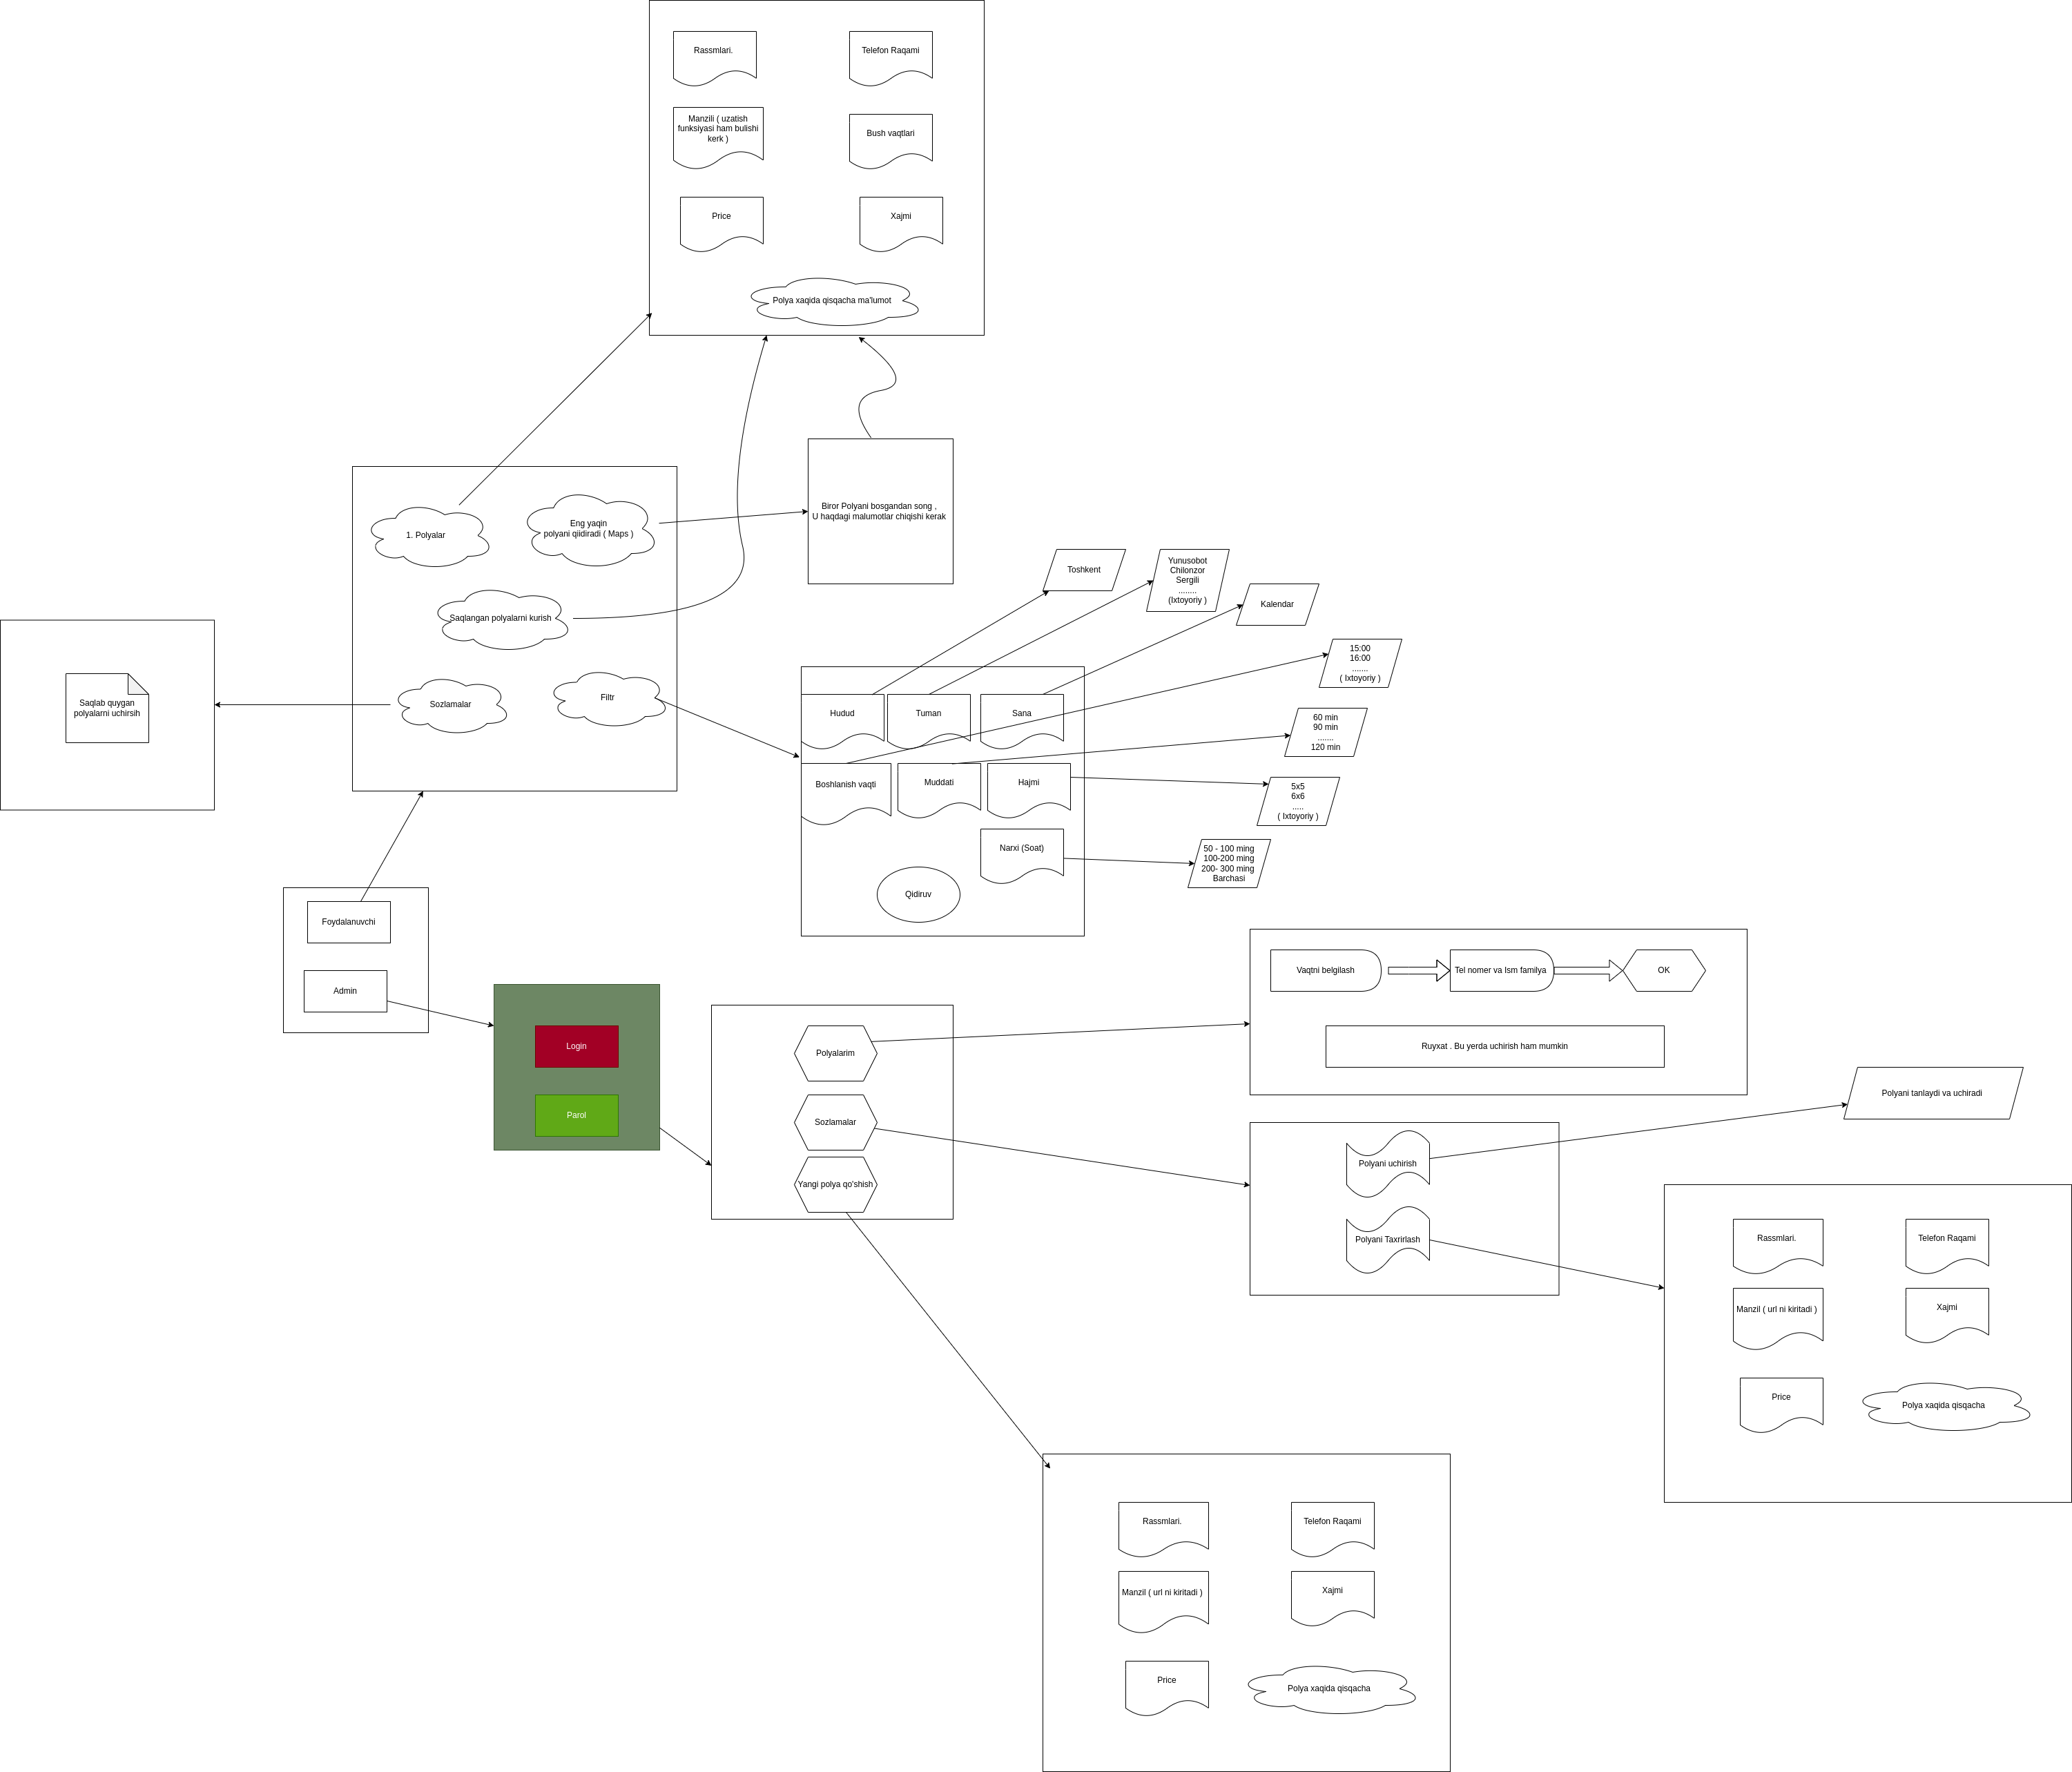 Rassmlari.
Telefon Raqami
Manzili ( uzatish
funksiyasi ham bulishi
kerk )
Bush vaqtlari
Price
Xajmi
Polya xaqida qisqacha ma'lumot
1. Polyalar
Eng yaqin
polyani qiidiradi ( Maps )
Biror Polyani bosgandan song ,
U haqdagi malumotlar chiqishi kerak
Saqlangan polyalarni kurish
Sozlamalar
Filtr
Saqlab quygan
polyalarni uchirsih
Toshkent
Yunusobot
Chilonzor
Sergili
........
(Ixtoyoriy )
Kalendar
15:00
16:00
.......
( Ixtoyoriy )
Hudud
Tuman
Sana
60 min
90 min
.......
120 min
Boshlanish vaqti
Muddati
Hajmi
5x5
6x6
.....
( Ixtoyoriy )
Narxi (Soat)
50 - 100 ming
100-200 ming
200- 300 ming
Barchasi
Qidiruv
Foydalanuvchi
Admin
Login
Parol
Polyalarim
Sozlamalar
Yangi polya qo'shish
Vaqtni belgilash
Tel nomer va Ism familya
OK
Ruyxat . Bu yerda uchirish ham mumkin
Polyani tanlaydi va uchiradi
Polyani uchirish
Polyani Taxrirlash
Rassmlari.
Telefon Raqami
Manzil ( url ni kiritadi )
Xajmi
Price
Polya xaqida qisqacha
Rassmlari.
Telefon Raqami
Manzil ( url ni kiritadi )
Xajmi
Price
Polya xaqida qisqacha